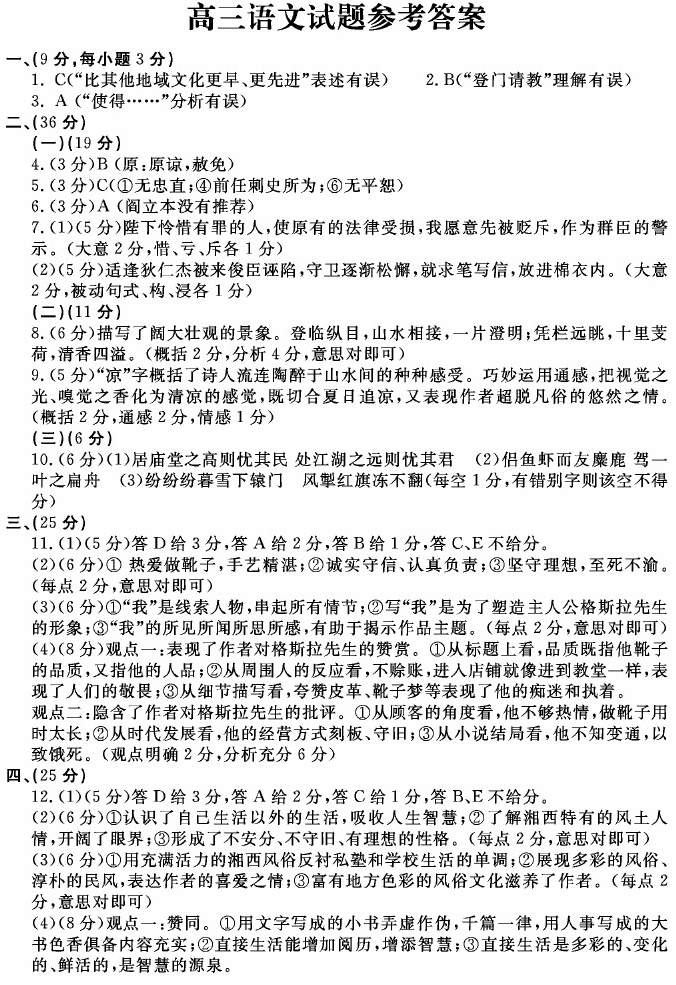 高三语文试题参考答案
一、(9分,每小题3分)
1. C(“比其他地域文化更早、更先进”表述有误) 2. B(“登门请教”理解有误)
3. A (“使得……”分析有误)
二、(36分)
(一)(19分)
4. (3分)B (原:原谅,赦免)
5. (3分)C(①无忠直;④前任刺史所为;⑥无平恕)
6. (3分)A (阎立本没有推荐)
7. (1)(5分)陛下怜惜有罪的人,使原有的法律受损,我愿意先被贬斥,作为群臣的警
示。(大意2分,惜、亏、斥各1分)
(2)(5分)适逢狄仁杰被来俊臣诬陷,守卫逐渐松懈,就求笔写信,放进棉衣内。(大意
2分,被动句式、构、浸各1分)
(二)(11分)
8. (6分)描写了阔大壮观的景象。登临纵目,山水相接,一片澄明;凭栏远眺,十里芰
荷,清香四溢。(概括2分,分析4分,意思对即可)
9. (5分)“凉”字概括了诗人流连陶醉于山水间的种种感受。巧妙运用通感,把视觉之
光、嗅觉之香化为清凉的感觉,既切合夏日追凉,又表现作者超脱凡俗的悠然之情。
(概括2分,通感2分,情感1分)
(三)(6分)
10. (6分)(1)居庙堂之高则忧其民 处江湖之远则忧其君 (2)侣鱼虾而友麋鹿 驾一
叶之扁舟 (3)纷纷纷暮雪下辕门 风掣红旗冻不翻(每空1分,有错别字则该空不得
分)
三、(25分)
11. (1)(5分)答D给3分,答A给2分,答B给1分,答C、E不给分。
(2)(6分)① 热爱做靴子,手艺精湛;②诚实守信、认真负责;③坚守理想,至死不渝。
(每点2分,意思对即可)
(3)(6分)①“我”是线索人物,串起所有情节;②写“我”是为了塑造主人公格斯拉先生
的形象;③“我”的所见所闻所思所感,有助于揭示作品主题。(每点2分,意思对即可)
(4)(8分)观点一:表现了作者对格斯拉先生的赞赏。①从标题上看,品质既指他靴子
的品质,又指他的人品;②从周围人的反应看,不赊账,进入店铺就像进到教堂一样,表
现了人们的敬畏;③从细节描写看,夸赞皮革、靴子梦等表现了他的痴迷和执着。
观点二:隐含了作者对格斯拉先生的批评。①从顾客的角度看,他不够热情,做靴子用
时太长;②从时代发展看,他的经营方式刻板、守旧;③从小说结局看,他不知变通,以
致饿死。(观点明确2分,分析充分6分)
四、(25分)
12. (1)(5分)答D给3分,答A给2分,答C给1分,答B、E不给分。
(2)(6分)①认识了自己生活以外的生活,吸收人生智慧;②了解湘西特有的风土人
情,开阔了眼界;③形成了不安分、不守旧、有理想的性格。(每点2分,意思对即可)
(3)(6分)①用充满活力的湘西风俗反衬私塾和学校生活的单调;②展现多彩的风俗、
淳朴的民风,表达作者的喜爱之情;③富有地方色彩的风俗文化滋养了作者。(每点2
分,意思对即可)
(4)(8分)观点一:赞同。①用文字写成的小书弄虚作伪,千篇一律,用人事写成的大
书色香俱备内容充实;②直接生活能增加阅历,增添智慧;③直接生活是多彩的、变化
的、鲜活的,是智慧的源泉。